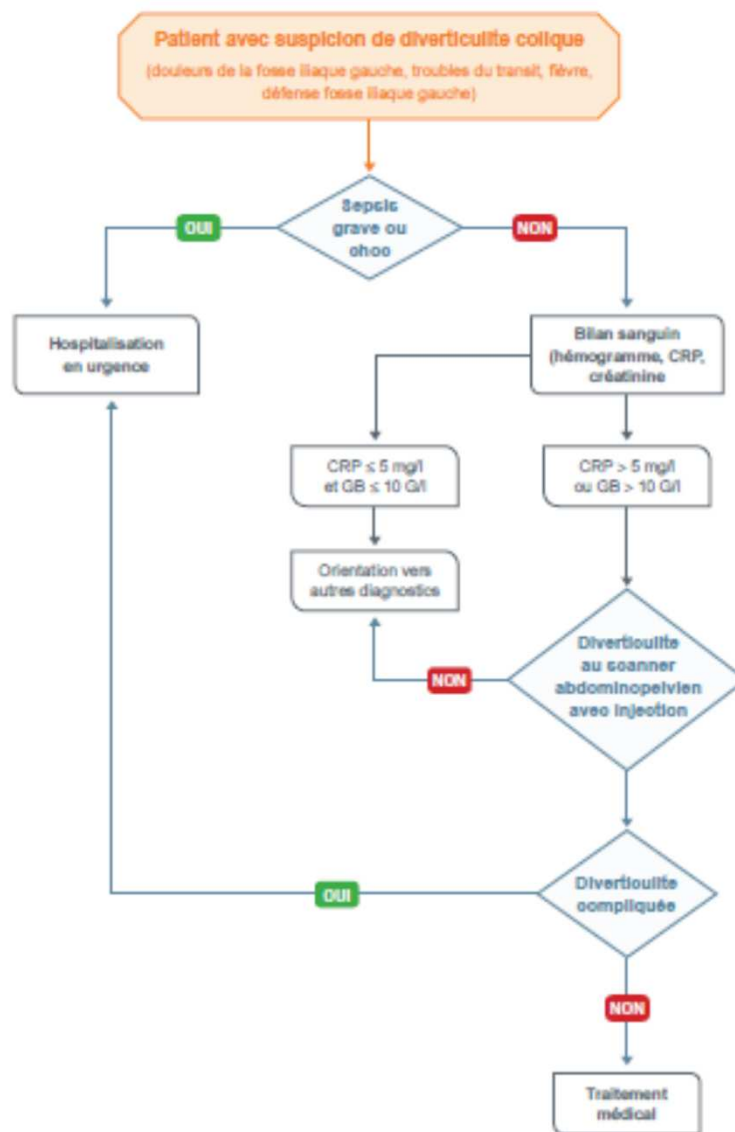 Patient avec suspicion de diverticulite colique
(douleurs de la fosse iliaque gauche, troubles du transit, fièvre,
défense fosse iliaque gauche)
Sepsis
grave ou
choc
OUI
NON
Hospitalisation
en urgence
Bilan sanguin
(hémogramme, CRP,
créatinine
CRP ≤ 5 mg/l
et GB ≤ 10 G/l
CRP > 5 mg/l
ou GB > 10 G/l
Orientation vers
autres diagnostics
Diverticulite
au scanner
abdominopelvien
avec injection
NON
Diverticulite
compliquée
OUI
NON
Traitement
médical